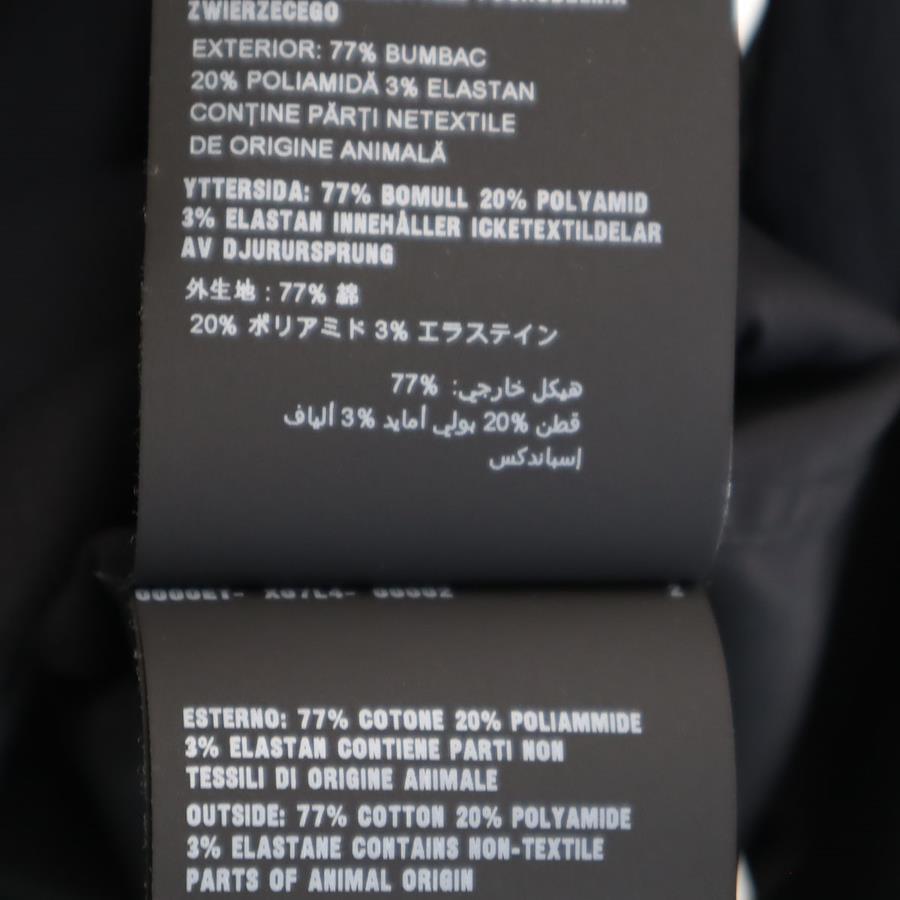 ZWIERZECEGO
EXTERIOR: 77% BUMBAC
20% POLIAMIDĂ 3% ELASTAN
CONȚINE PĂRȚI NETEXTILE
DE ORIGINE ANIMALĂ
YTTERSIDA: 77% BOMULL 20% POLYAMID
3% ELASTAN INNEHÅLLER ICKETEXTILDELAR
AV DJURURSPRUNG
外生地 : 77% 綿
20% ポリアミド 3% エラステイン
هيكل خارجي: 77%
قطن 20% بولي أمايد 3% ألياف
إسباندكس
2
ESTERNO: 77% COTONE 20% POLIAMMIDE
3% ELASTAN CONTIENE PARTI NON
TESSILI DI ORIGINE ANIMALE
OUTSIDE: 77% COTTON 20% POLYAMIDE
3% ELASTANE CONTAINS NON-TEXTILE
PARTS OF ANIMAL ORIGIN